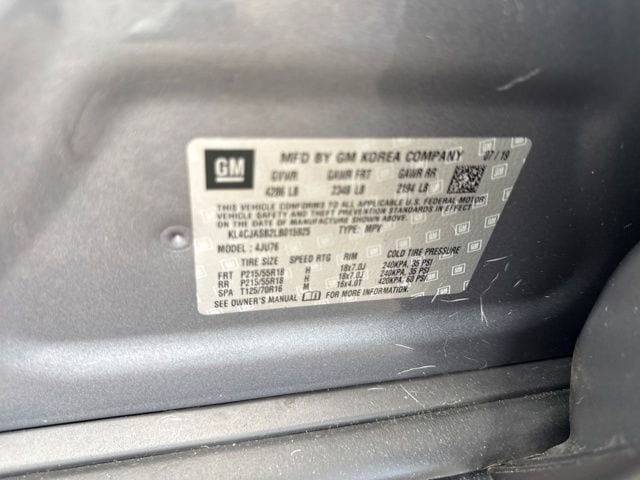 GM
MFD BY GM KOREA COMPANY 07/19
GVWR GAWR FRT GAWR RR
4286 LB 2348 LB 2194 LB
THIS VEHICLE CONFORMS TO ALL APPLICABLE U.S. FEDERAL MOTOR
VEHICLE SAFETY AND THEFT PREVENTION STANDARDS IN EFFECT ON
THE DATE OF MANUFACTURE SHOWN ABOVE.
KL4CJASB2LB015925 TYPE: MPV
MODEL: 4JU76
TIRE SIZE SPEED RTG RIM COLD TIRE PRESSURE
FRT P215/55R18 H 18x7.0J 240KPA, 35 PSI
RR P215/55R18 H 18x7.0J 240KPA, 35 PSI
SPA T125/70R16 M 16x4.0T 420KPA, 60 PSI
SEE OWNER'S MANUAL FOR MORE INFORMATION.